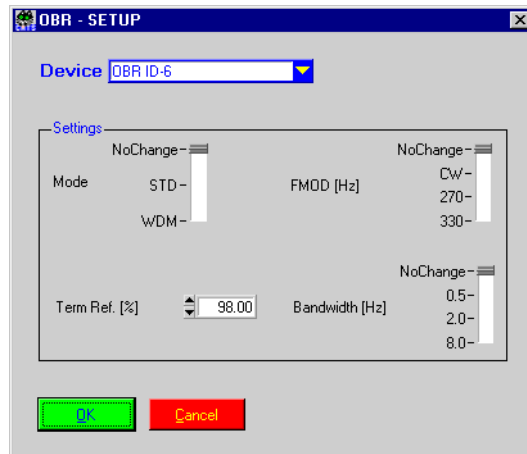 OBR - SETUP
Device OBR ID-6
Settings
Mode
NoChange
STD
WDM
FMOD [Hz]
NoChange
CW
270
330
Term Ref. [%] 98.00
Bandwidth [Hz]
NoChange
0.5
2.0
8.0
OK
Cancel